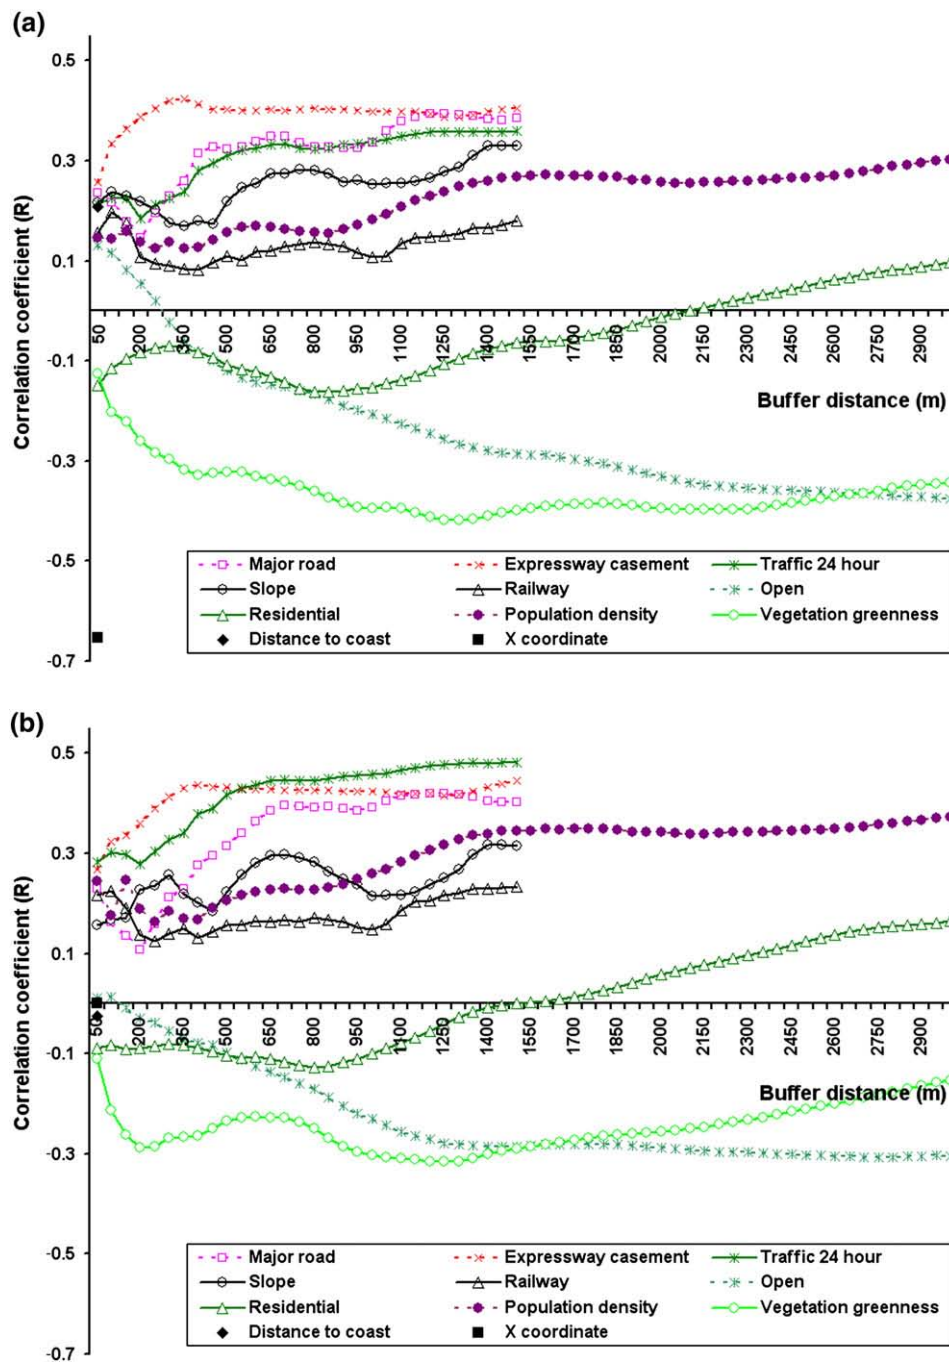 (a)
0.5
0.3
0.1
-0.1
-0.3
-0.5
-0.7
Correlation coefficient (R)
50 200 350 500 650 800 950 1100 1250 1400 1550 1700 1850 2000 2150 2300 2450 2600 2750 2900
Buffer distance (m)
Major road Expressway casement Traffic 24 hour
Slope Railway Open
Residential Population density Vegetation greenness
Distance to coast X coordinate
(b)
0.5
0.3
0.1
-0.1
-0.3
-0.5
-0.7
Correlation coefficient (R)
50 200 350 500 650 800 950 1100 1250 1400 1550 1700 1850 2000 2150 2300 2450 2600 2750 2900
Buffer distance (m)
Major road Expressway casement Traffic 24 hour
Slope Railway Open
Residential Population density Vegetation greenness
Distance to coast X coordinate